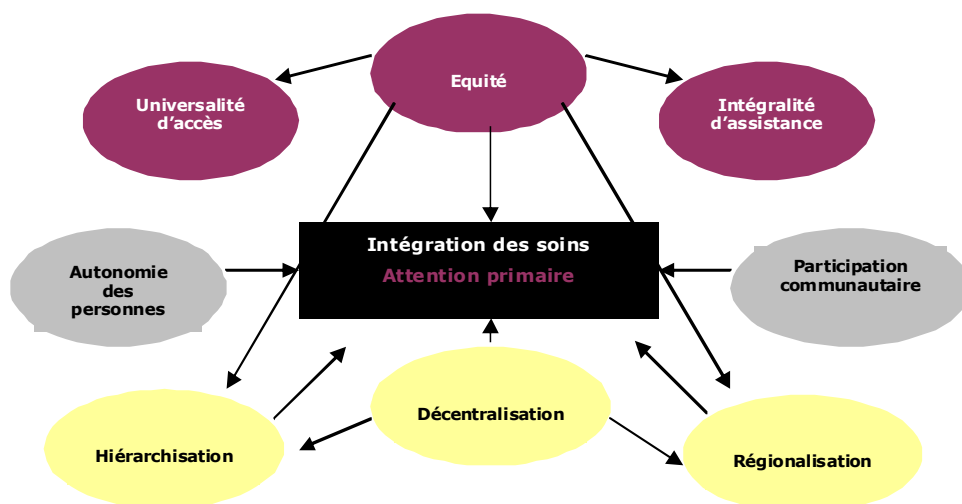 Equité
Universalité
d'accès
Intégralité
d'assistance
Intégration des soins
Attention primaire
Autonomie
des
personnes
Participation
communautaire
Décentralisation
Hiérarchisation
Régionalisation